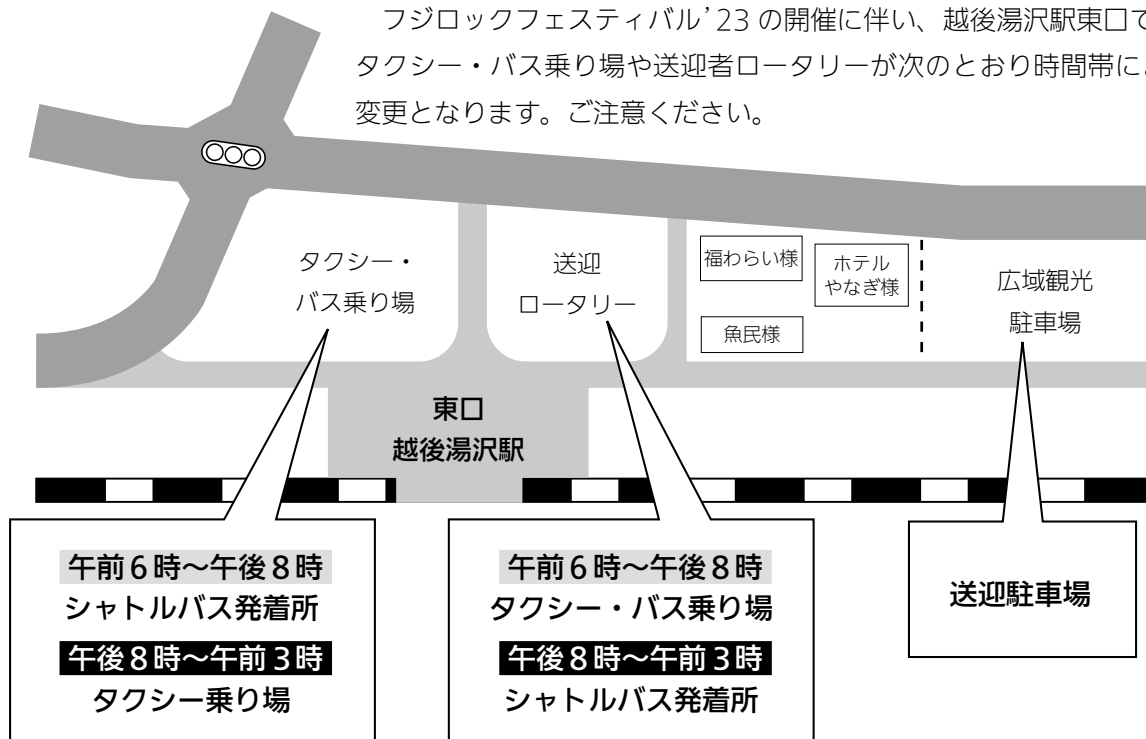 フジロックフェスティバル’23の開催に伴い、越後湯沢駅東口で
タクシー・バス乗り場や送迎者ロータリーが次のとおり時間帯に
変更となります。ご注意ください。
タクシー・
バス乗り場
送迎
ロータリー
福わらい様
ホテル
やなぎ様
魚民様
広域観光
駐車場
東口
越後湯沢駅
午前6時～午後8時
シャトルバス発着所
午後8時～午前3時
タクシー乗り場
午前6時～午後8時
タクシー・バス乗り場
午後8時～午前3時
シャトルバス発着所
送迎駐車場